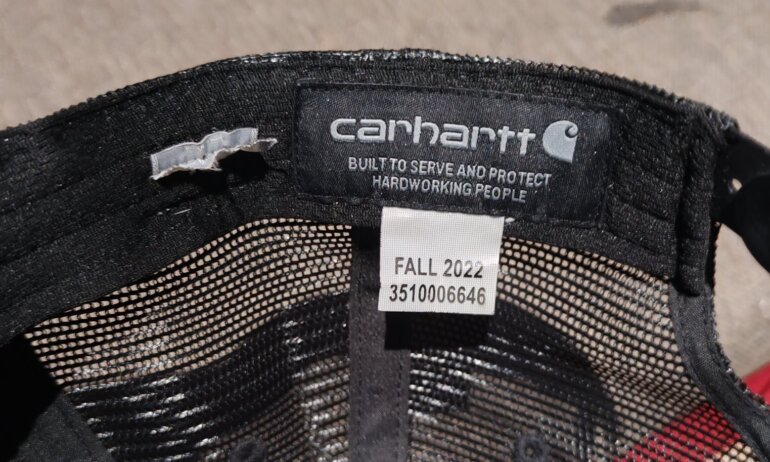 carhartt
BUILT TO SERVE AND PROTECT
HARDWORKING PEOPLE
FALL 2022
3510006646